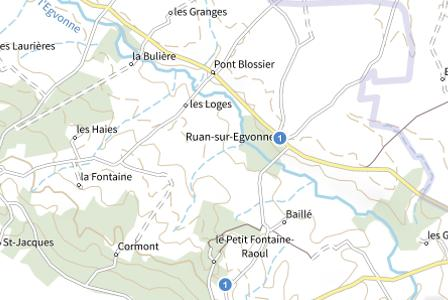 les Granges
l'Egvonne
es Laurières
la Bulière
Pont Blossier
les Loges
les Haies
Ruan-sur-Egvonne
1
la Fontaine
Baillé
St-Jacques
Cormont
le Petit Fontaine-
Raoul
les G
1